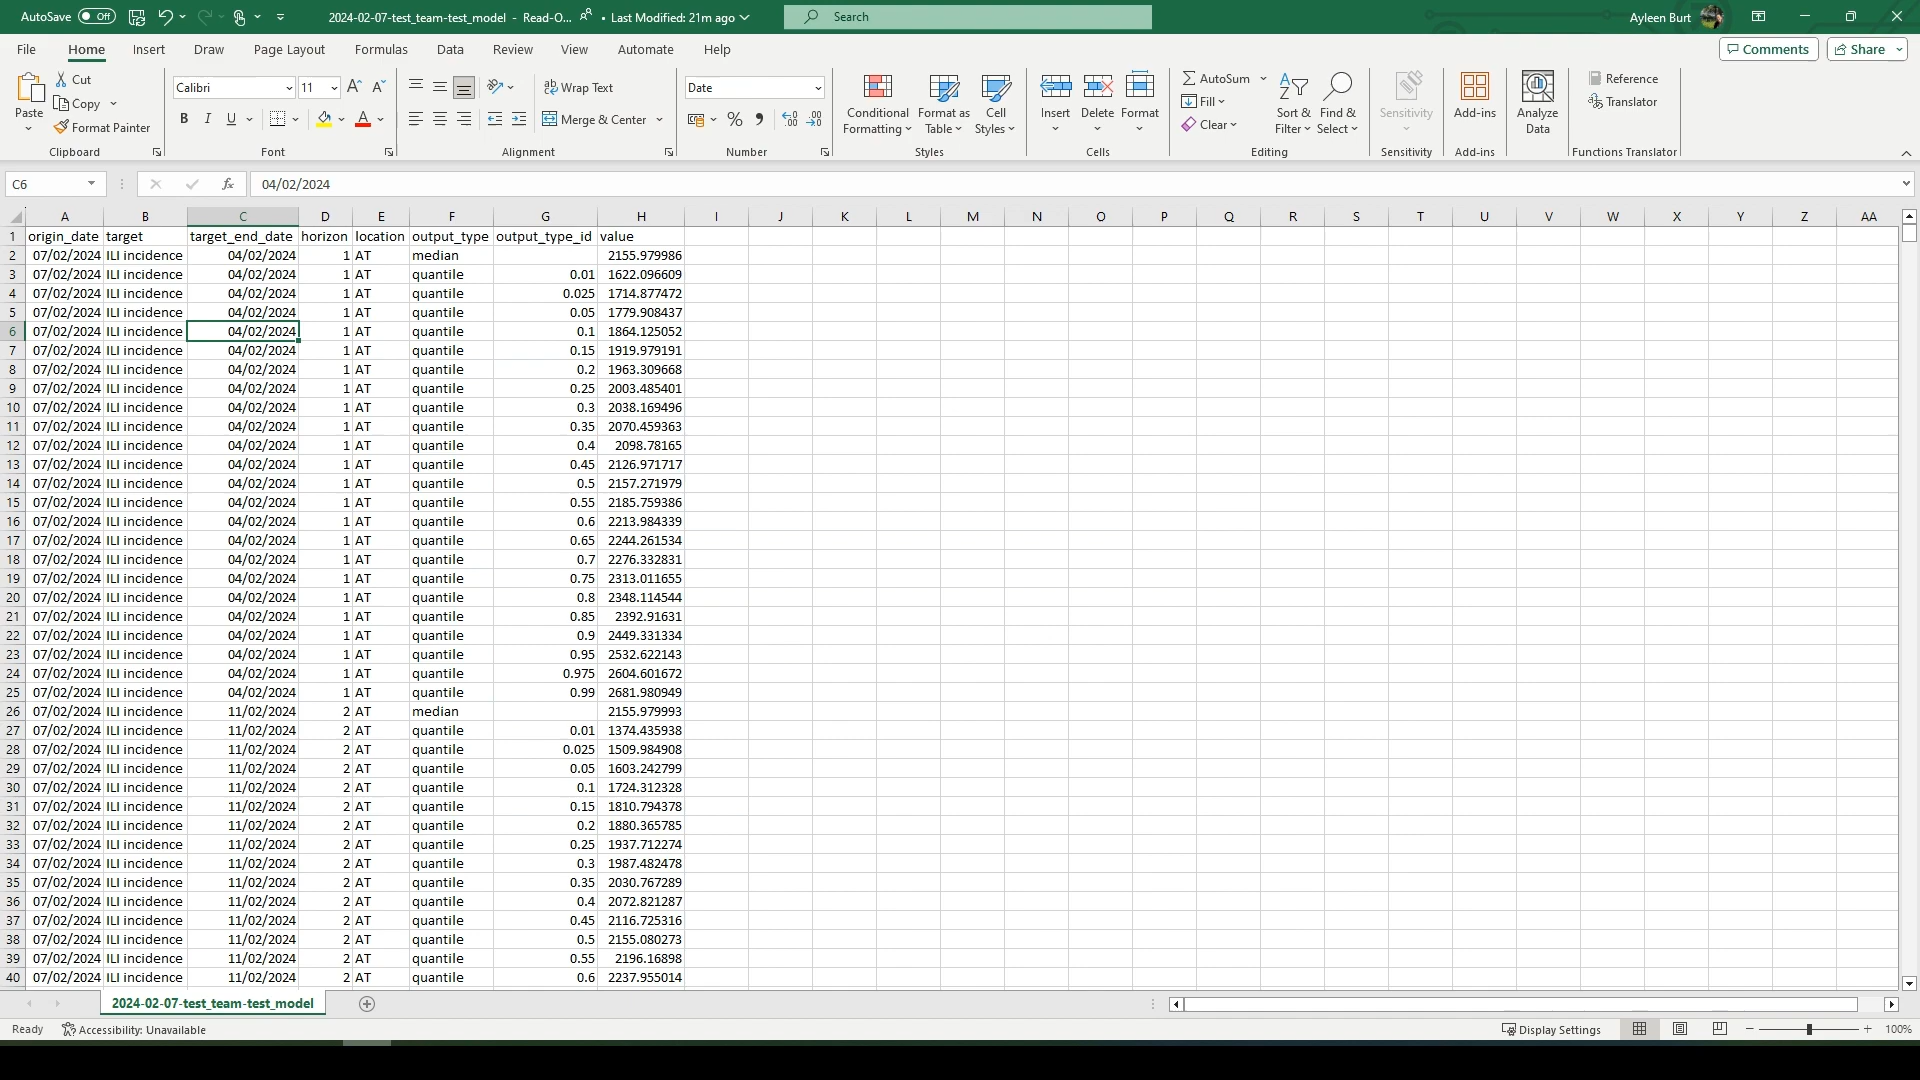 AutoSave Off 2024-02-07-test_team-test_model - Read-O... • Last Modified: 21m ago Search Ayleen Burt
File Home Insert Draw Page Layout Formulas Data Review View Automate Help Comments Share
Paste Cut Copy Format Painter Clipboard
Calibri 11 B I U A A A Font
Wrap Text Merge & Center Alignment
Date % Number
Conditional Formatting Format as Table Cell Styles Styles
Insert Delete Format Cells
AutoSum Fill Clear Sort & Filter Find & Select Editing
Sensitivity Sensitivity
Add-ins Add-ins
Analyze Data
Reference Translator Functions Translator
C6 fx 04/02/2024
A B C D E F G H I J K L M N O P Q R S T U V W X Y Z AA
1 origin_date target target_end_date horizon location output_type output_type_id value
2 07/02/2024 ILI incidence 04/02/2024 1 AT median 2155.979986
3 07/02/2024 ILI incidence 04/02/2024 1 AT quantile 0.01 1622.096609
4 07/02/2024 ILI incidence 04/02/2024 1 AT quantile 0.025 1714.877472
5 07/02/2024 ILI incidence 04/02/2024 1 AT quantile 0.05 1779.908437
6 07/02/2024 ILI incidence 04/02/2024 1 AT quantile 0.1 1864.125052
7 07/02/2024 ILI incidence 04/02/2024 1 AT quantile 0.15 1919.979191
8 07/02/2024 ILI incidence 04/02/2024 1 AT quantile 0.2 1963.309668
9 07/02/2024 ILI incidence 04/02/2024 1 AT quantile 0.25 2003.485401
10 07/02/2024 ILI incidence 04/02/2024 1 AT quantile 0.3 2038.169496
11 07/02/2024 ILI incidence 04/02/2024 1 AT quantile 0.35 2070.459363
12 07/02/2024 ILI incidence 04/02/2024 1 AT quantile 0.4 2098.78165
13 07/02/2024 ILI incidence 04/02/2024 1 AT quantile 0.45 2126.971717
14 07/02/2024 ILI incidence 04/02/2024 1 AT quantile 0.5 2157.271979
15 07/02/2024 ILI incidence 04/02/2024 1 AT quantile 0.55 2185.759386
16 07/02/2024 ILI incidence 04/02/2024 1 AT quantile 0.6 2213.984339
17 07/02/2024 ILI incidence 04/02/2024 1 AT quantile 0.65 2244.261534
18 07/02/2024 ILI incidence 04/02/2024 1 AT quantile 0.7 2276.332831
19 07/02/2024 ILI incidence 04/02/2024 1 AT quantile 0.75 2313.011655
20 07/02/2024 ILI incidence 04/02/2024 1 AT quantile 0.8 2348.114544
21 07/02/2024 ILI incidence 04/02/2024 1 AT quantile 0.85 2392.91631
22 07/02/2024 ILI incidence 04/02/2024 1 AT quantile 0.9 2449.331334
23 07/02/2024 ILI incidence 04/02/2024 1 AT quantile 0.95 2532.622143
24 07/02/2024 ILI incidence 04/02/2024 1 AT quantile 0.975 2604.601672
25 07/02/2024 ILI incidence 04/02/2024 1 AT quantile 0.99 2681.980949
26 07/02/2024 ILI incidence 11/02/2024 2 AT median 2155.979993
27 07/02/2024 ILI incidence 11/02/2024 2 AT quantile 0.01 1374.435938
28 07/02/2024 ILI incidence 11/02/2024 2 AT quantile 0.025 1509.984908
29 07/02/2024 ILI incidence 11/02/2024 2 AT quantile 0.05 1603.242799
30 07/02/2024 ILI incidence 11/02/2024 2 AT quantile 0.1 1724.312328
31 07/02/2024 ILI incidence 11/02/2024 2 AT quantile 0.15 1810.794378
32 07/02/2024 ILI incidence 11/02/2024 2 AT quantile 0.2 1880.365785
33 07/02/2024 ILI incidence 11/02/2024 2 AT quantile 0.25 1937.712274
34 07/02/2024 ILI incidence 11/02/2024 2 AT quantile 0.3 1987.482478
35 07/02/2024 ILI incidence 11/02/2024 2 AT quantile 0.35 2030.767289
36 07/02/2024 ILI incidence 11/02/2024 2 AT quantile 0.4 2072.821287
37 07/02/2024 ILI incidence 11/02/2024 2 AT quantile 0.45 2116.725316
38 07/02/2024 ILI incidence 11/02/2024 2 AT quantile 0.5 2155.080273
39 07/02/2024 ILI incidence 11/02/2024 2 AT quantile 0.55 2196.16898
40 07/02/2024 ILI incidence 11/02/2024 2 AT quantile 0.6 2237.955014
2024-02-07-test_team-test_model
Ready Accessibility: Unavailable Display Settings 100%